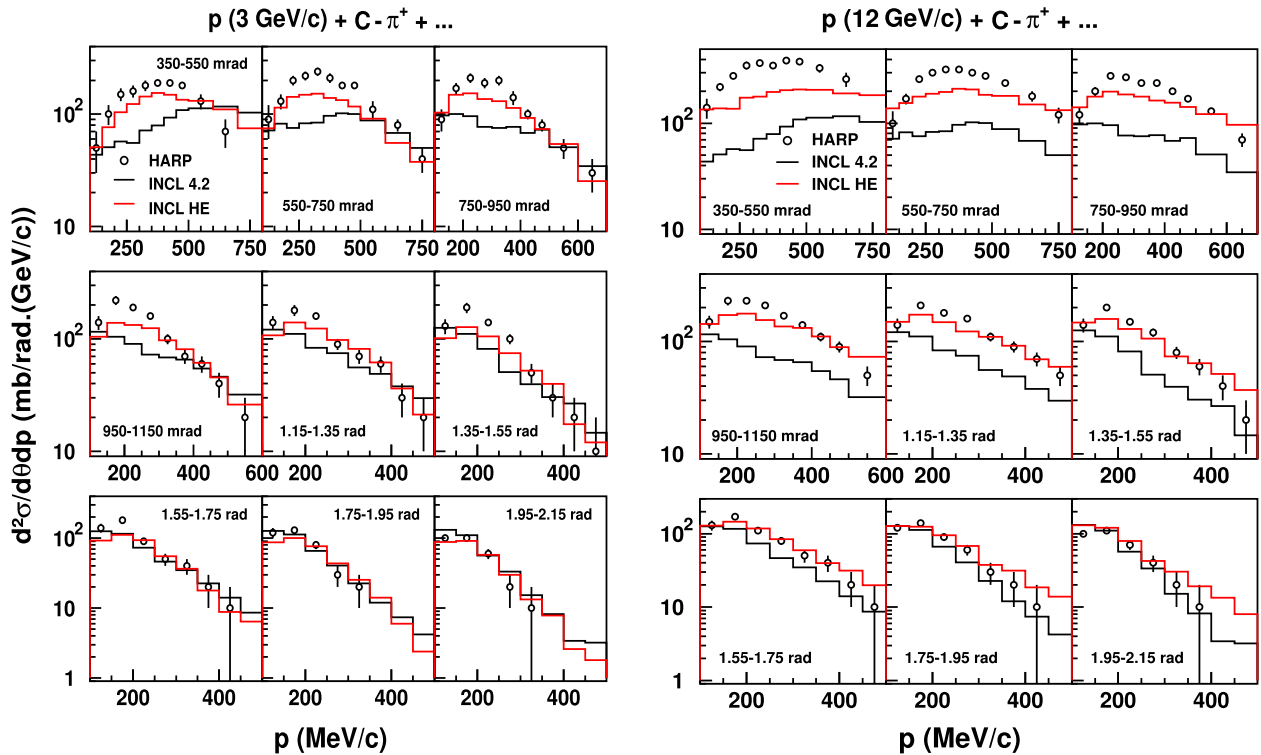 p (3 GeV/c) + C - π⁺ + ...
p (12 GeV/c) + C - π⁺ + ...
d²σ/dθdp (mb/rad.(GeV/c))
350-550 mrad
HARP
INCL 4.2
INCL HE
550-750 mrad
750-950 mrad
10²
10
250 500 750
250 500 750
200 400 600
950-1150 mrad
1.15-1.35 rad
1.35-1.55 rad
10²
10
200 400 600
200 400
200 400
1.55-1.75 rad
1.75-1.95 rad
1.95-2.15 rad
10²
10
1
200 400
200 400
200 400
p (MeV/c)
HARP
INCL 4.2
INCL HE
350-550 mrad
550-750 mrad
750-950 mrad
10²
10
250 500 750
250 500 750
200 400 600
950-1150 mrad
1.15-1.35 rad
1.35-1.55 rad
10²
10
200 400 600
200 400
200 400
1.55-1.75 rad
1.75-1.95 rad
1.95-2.15 rad
10²
10
1
200 400
200 400
200 400
p (MeV/c)